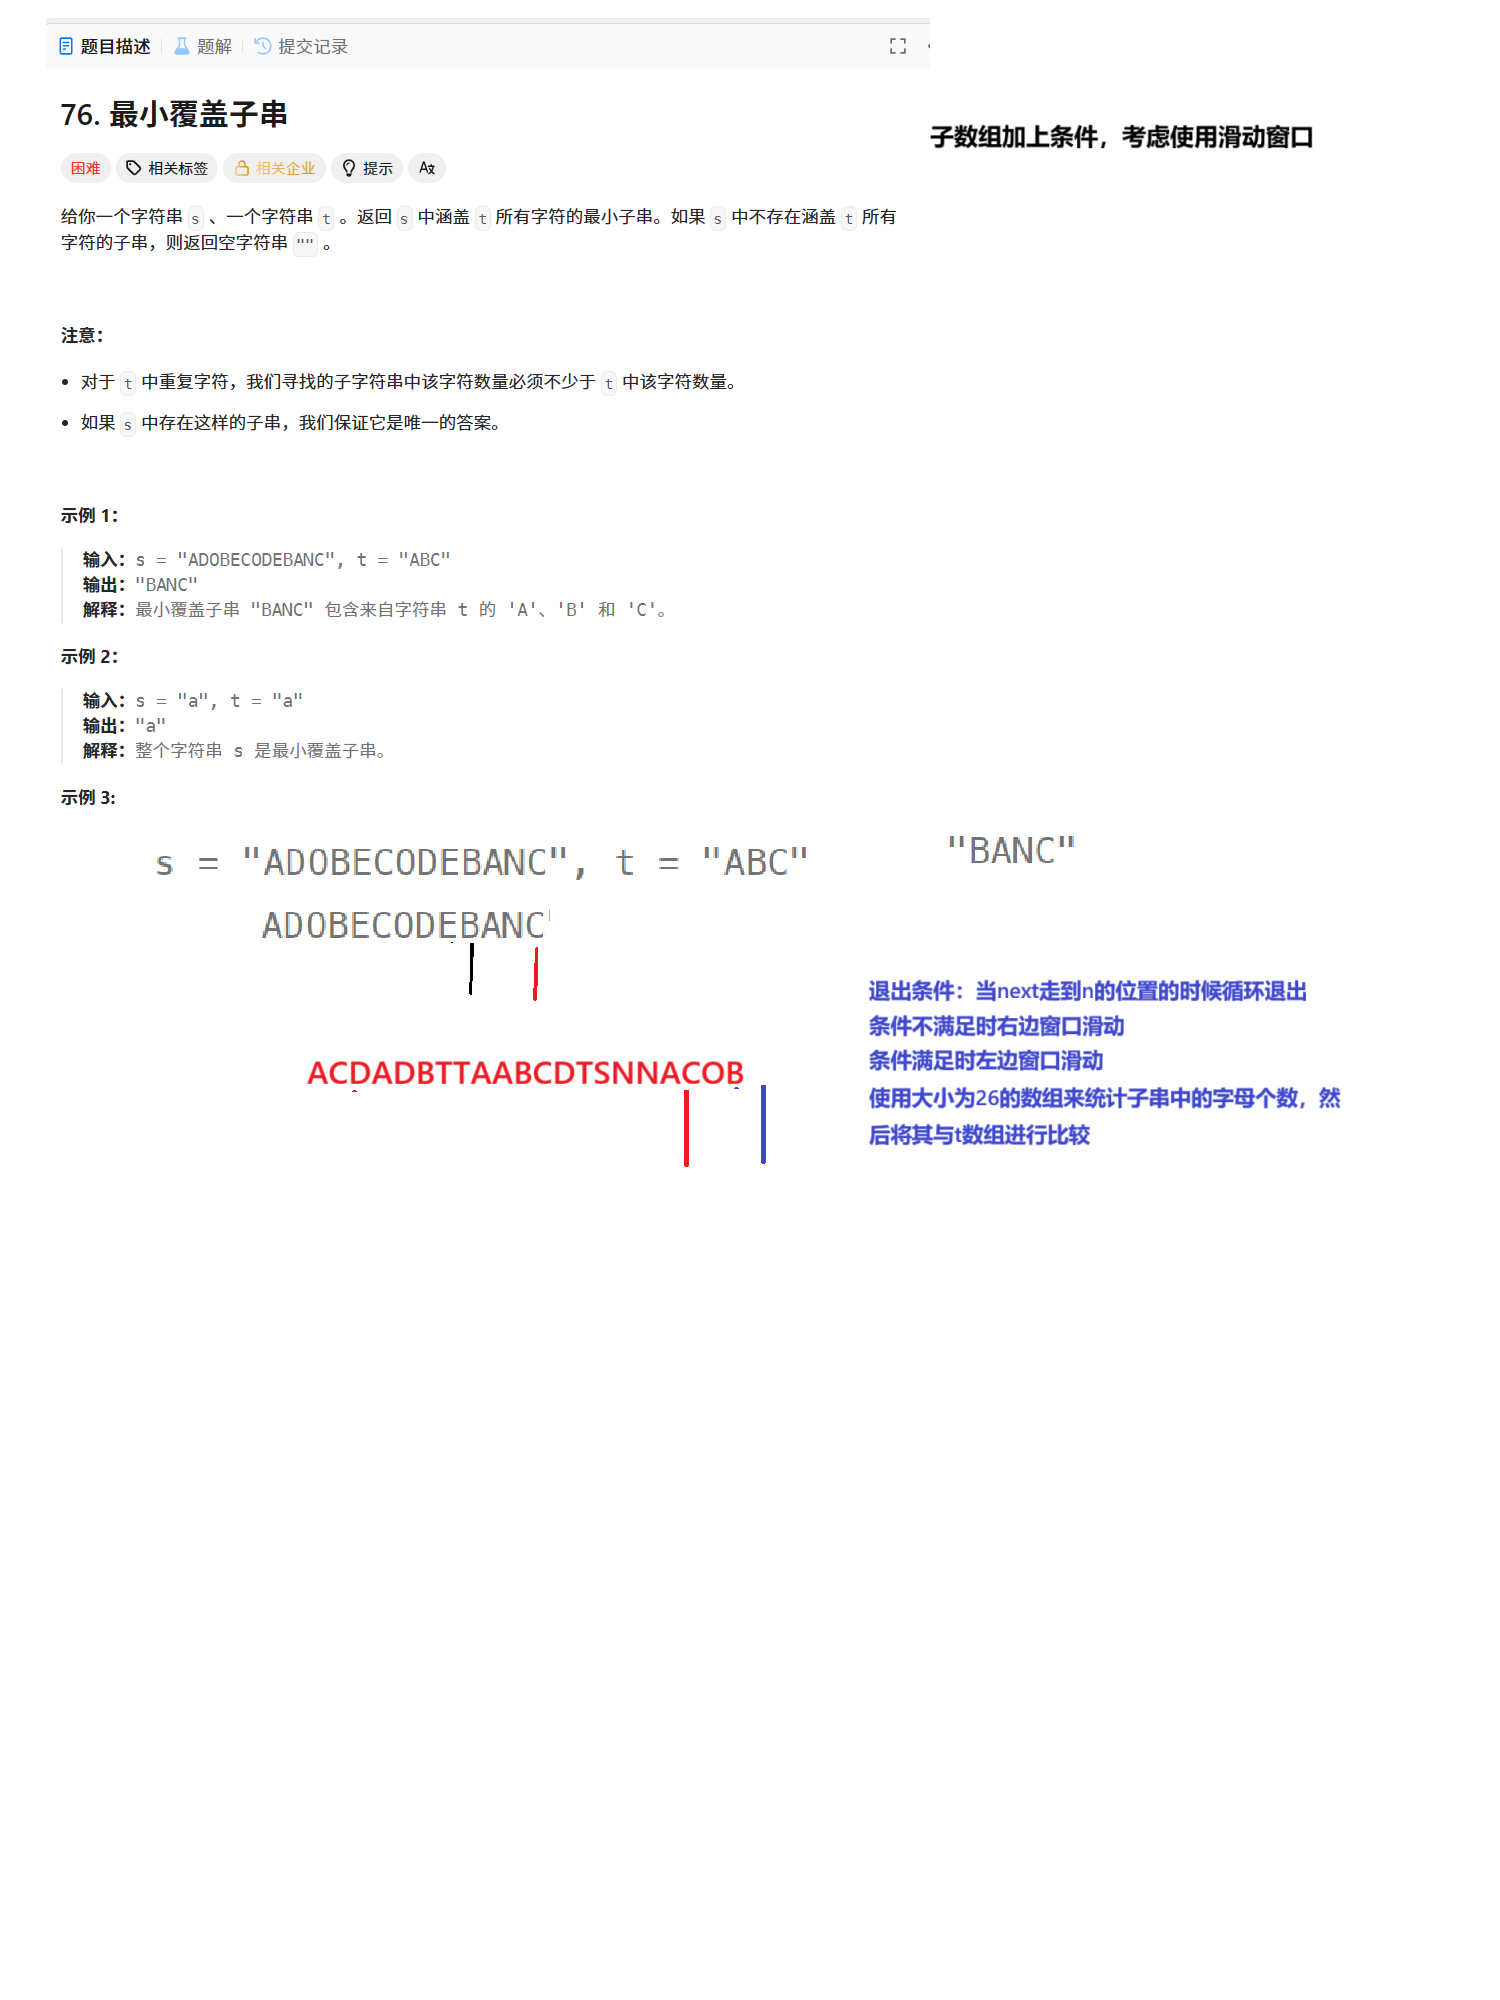 题目描述 题解 提交记录
76. 最小覆盖子串
子数组加上条件，考虑使用滑动窗口
困难 相关标签 相关企业 提示
给你一个字符串 s 、一个字符串 t 。返回 s 中涵盖 t 所有字符的最小子串。如果 s 中不存在涵盖 t 所有
字符的子串，则返回空字符串 "" 。
注意：
• 对于 t 中重复字符，我们寻找的子字符串中该字符数量必须不少于 t 中该字符数量。
• 如果 s 中存在这样的子串，我们保证它是唯一的答案。
示例 1：
输入：s = "ADOBECODEBANC", t = "ABC"
输出："BANC"
解释：最小覆盖子串 "BANC" 包含来自字符串 t 的 'A'、'B' 和 'C'。
示例 2：
输入：s = "a", t = "a"
输出："a"
解释：整个字符串 s 是最小覆盖子串。
示例 3:
s = "ADOBECODEBANC", t = "ABC"
"BANC"
ADOBECODEBANC
退出条件：当next走到n的位置的时候循环退出
条件不满足时右边窗口滑动
条件满足时左边窗口滑动
ACDADBTTAABCDTSNNACOB
使用大小为26的数组来统计子串中的字母个数，然
后将其与t数组进行比较